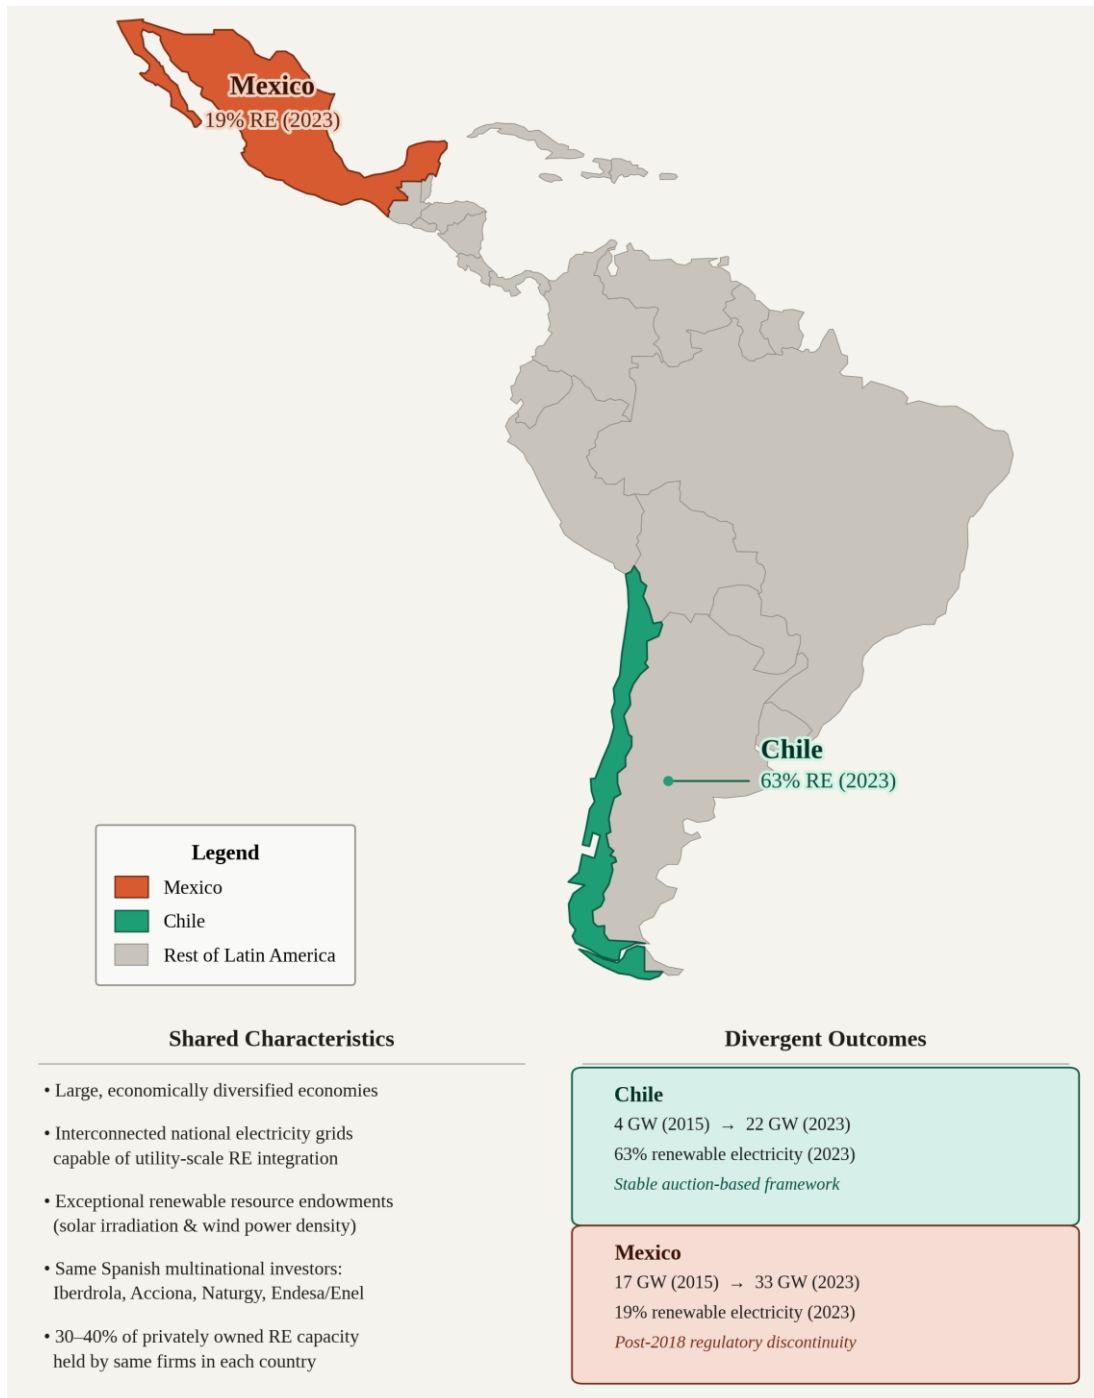 Mexico
19% RE (2023)
Chile
63% RE (2023)
Legend
Mexico
Chile
Rest of Latin America
Shared Characteristics
• Large, economically diversified economies
• Interconnected national electricity grids
capable of utility-scale RE integration
• Exceptional renewable resource endowments
(solar irradiation & wind power density)
• Same Spanish multinational investors:
Iberdrola, Acciona, Naturgy, Endesa/Enel
• 30–40% of privately owned RE capacity
held by same firms in each country
Divergent Outcomes
Chile
4 GW (2015) → 22 GW (2023)
63% renewable electricity (2023)
Stable auction-based framework
Mexico
17 GW (2015) → 33 GW (2023)
19% renewable electricity (2023)
Post-2018 regulatory discontinuity